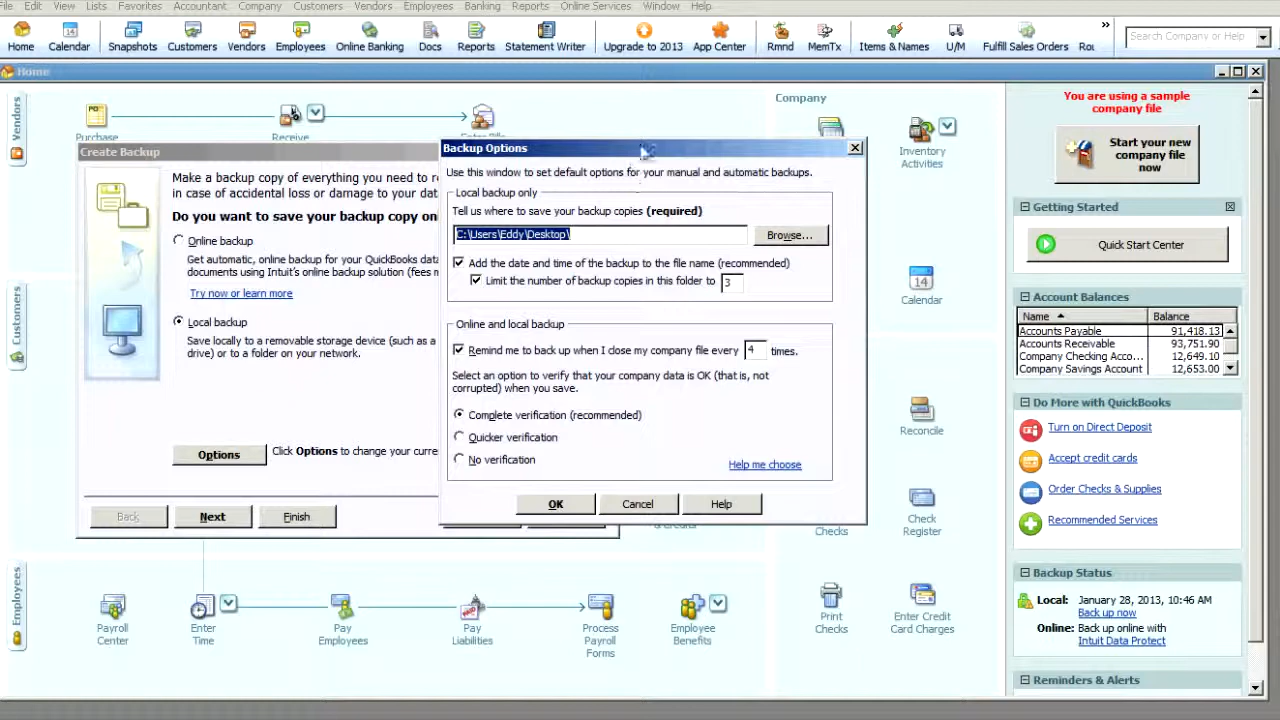 File Edit View Lists Favorites Accountant Company Customers Vendors Employees Banking Reports Online Services Window Help
Home Calendar Snapshots Customers Vendors Employees Online Banking Docs Reports Statement Writer Upgrade to 2013 App Center Rmnd MemTx Items & Names U/M Fulfill Sales Orders Rou
Search Company or Help
Home
Vendors
Purchase
Receive
Company
Inventory
Activities
Calendar
Reconcile
Checks
Check
Register
Print
Checks
Enter Credit
Card Charges
Customers
Employees
Payroll
Center
Enter
Time
Pay
Employees
Pay
Liabilities
Process
Payroll
Forms
Employee
Benefits
Create Backup
Make a backup copy of everything you need to r
in case of accidental loss or damage to your dat
Do you want to save your backup copy onl
Online backup
Get automatic, online backup for your QuickBooks dat
documents using Intuit's online backup solution (fees m
Try now or learn more
Local backup
Save locally to a removable storage device (such as a
drive) or to a folder on your network.
Options
Click Options to change your curre
Back
Next
Finish
Backup Options
Use this window to set default options for your manual and automatic backups.
Local backup only
Tell us where to save your backup copies (required)
C:\Users\Eddy\Desktop\
Browse...
Add the date and time of the backup to the file name (recommended)
Limit the number of backup copies in this folder to 3
Online and local backup
Remind me to back up when I close my company file every 4 times.
Select an option to verify that your company data is OK (that is, not
corrupted) when you save.
Complete verification (recommended)
Quicker verification
No verification
Help me choose
OK
Cancel
Help
You are using a sample
company file
Start your new
company file
now
Getting Started
Quick Start Center
Account Balances
Name Balance
Accounts Payable 91,418.13
Accounts Receivable 93,751.90
Company Checking Acco... 12,649.10
Company Savings Account 12,653.00
Do More with QuickBooks
Turn on Direct Deposit
Accept credit cards
Order Checks & Supplies
Recommended Services
Backup Status
Local: January 28, 2013, 10:46 AM
Back up now
Online: Back up online with
Intuit Data Protect
Reminders & Alerts